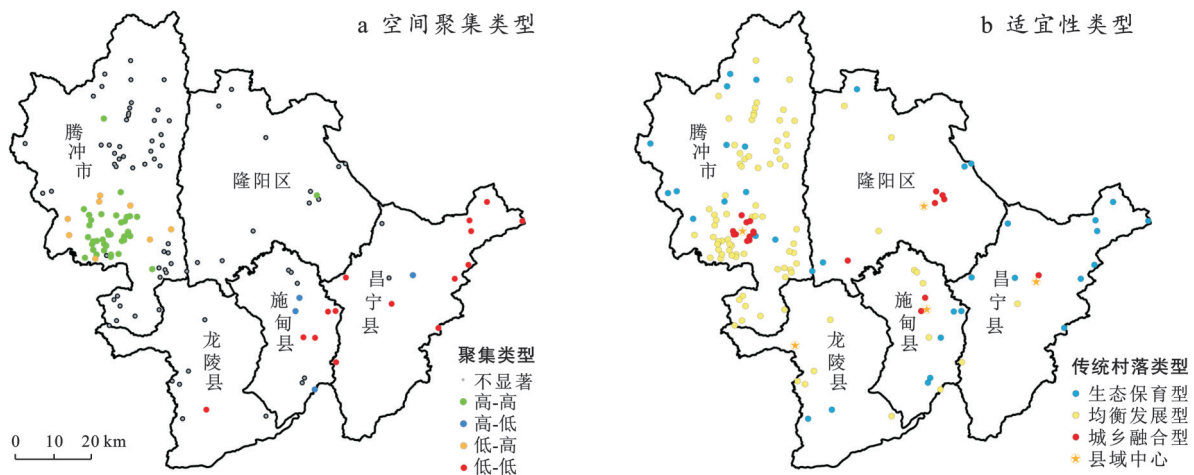 a 空间聚集类型
腾冲市
隆阳区
施甸县
昌宁县
龙陵县
聚集类型
不显著
高-高
高-低
低-高
低-低
0 10 20 km
b 适宜性类型
腾冲市
隆阳区
施甸县
昌宁县
龙陵县
传统村落类型
生态保育型
均衡发展型
城乡融合型
县域中心